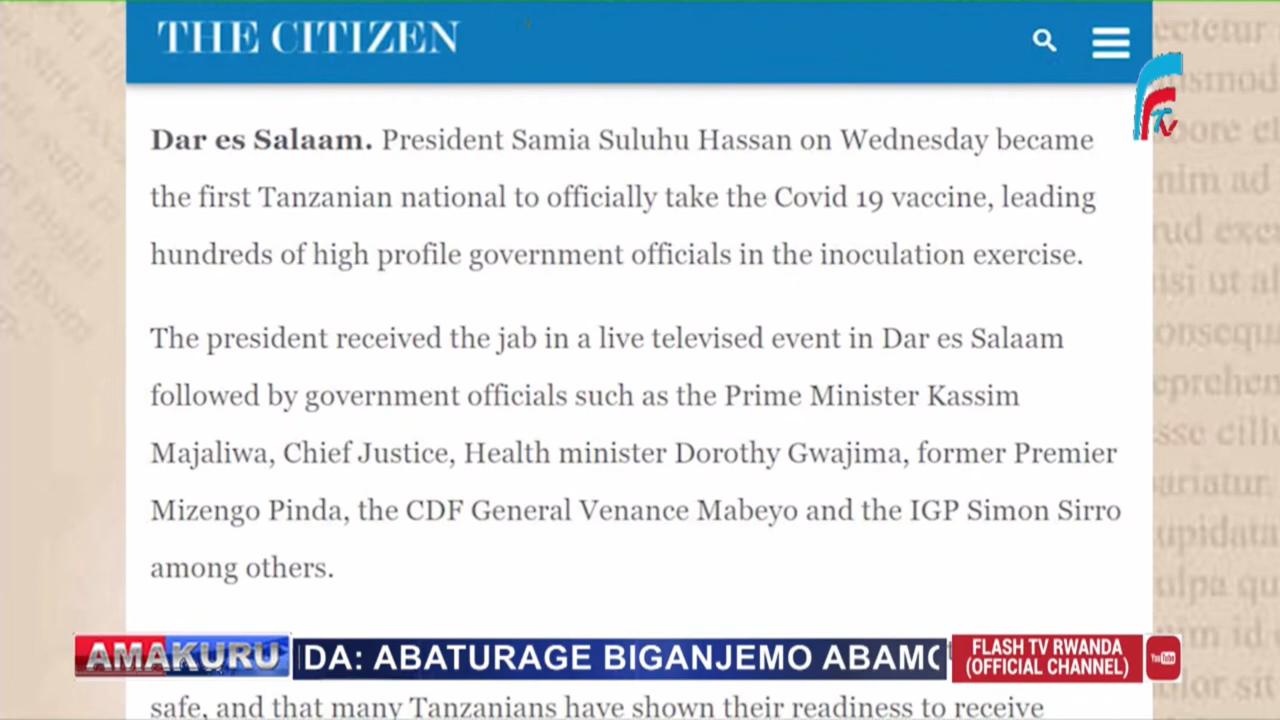 THE CITIZEN
Dar es Salaam. President Samia Suluhu Hassan on Wednesday became
the first Tanzanian national to officially take the Covid 19 vaccine, leading
hundreds of high profile government officials in the inoculation exercise.
The president received the jab in a live televised event in Dar es Salaam
followed by government officials such as the Prime Minister Kassim
Majaliwa, Chief Justice, Health minister Dorothy Gwajima, former Premier
Mizengo Pinda, the CDF General Venance Mabeyo and the IGP Simon Sirro
among others.
AMAKURU
DA: ABATURAGE BIGANJEMO
FLASH TV RWANDA
(OFFICIAL CHANNEL)
YouTube
safe, and that many Tanzanians have shown their readiness to receive
TV